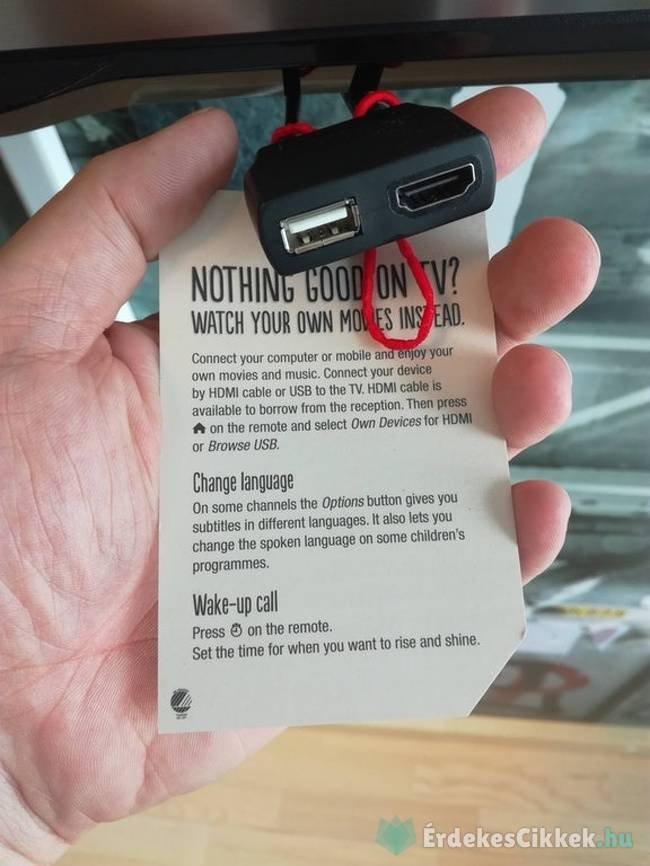 NOTHING GOOD ON TV?
WATCH YOUR OWN MOVIES INSTEAD.
Connect your computer or mobile and enjoy your
own movies and music. Connect your device
by HDMI cable or USB to the TV. HDMI cable is
available to borrow from the reception. Then press
on the remote and select Own Devices for HDMI
or Browse USB.
Change language
On some channels the Options button gives you
subtitles in different languages. It also lets you
change the spoken language on some children's
programmes.
Wake-up call
Press on the remote.
Set the time for when you want to rise and shine.
ÉrdekesCikkek.hu